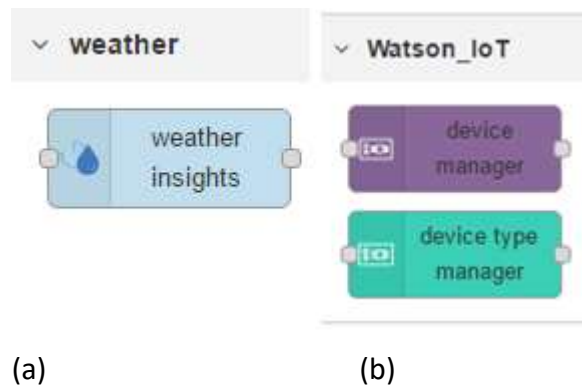 weather
weather
insights
Watson_IoT
device
manager
device type
manager
(a)
(b)